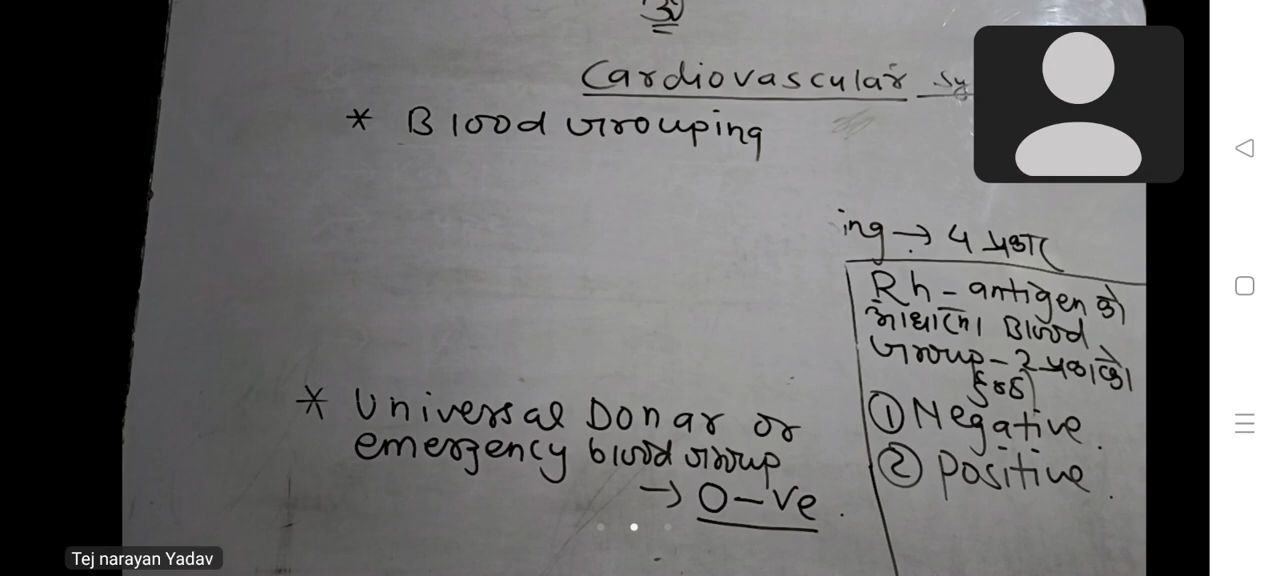 ॐ
Cardiovascular Sy
* Blood Grouping
ing → 4 प्रकार
Rh - antigen को
आधारमा Blood
Group - 2 प्रकारको
हुन्छ
① Negative.
② Positive.
* Universal Donar or
emergency blood group
→ O-ve.
Tej narayan Yadav